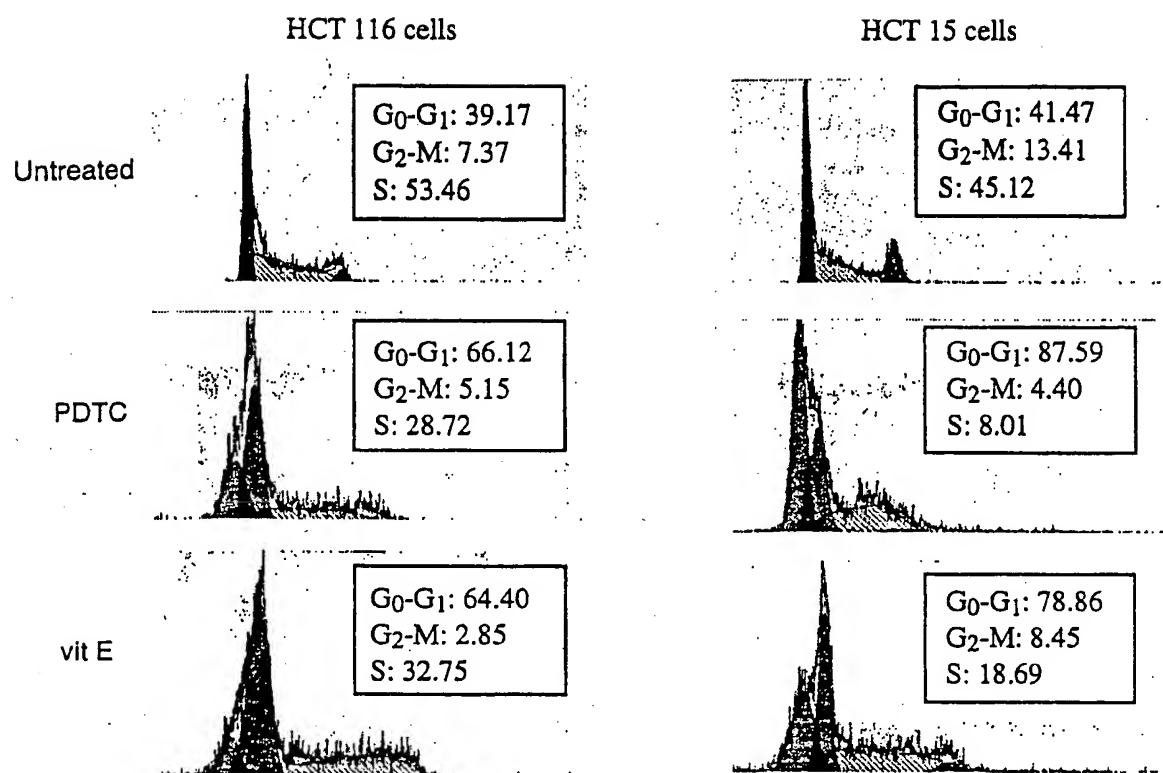 HCT 116 cells
HCT 15 cells
Untreated
G0-G1: 39.17
G2-M: 7.37
S: 53.46
G0-G1: 41.47
G2-M: 13.41
S: 45.12
PDTC
G0-G1: 66.12
G2-M: 5.15
S: 28.72
G0-G1: 87.59
G2-M: 4.40
S: 8.01
vit E
G0-G1: 64.40
G2-M: 2.85
S: 32.75
G0-G1: 78.86
G2-M: 8.45
S: 18.69